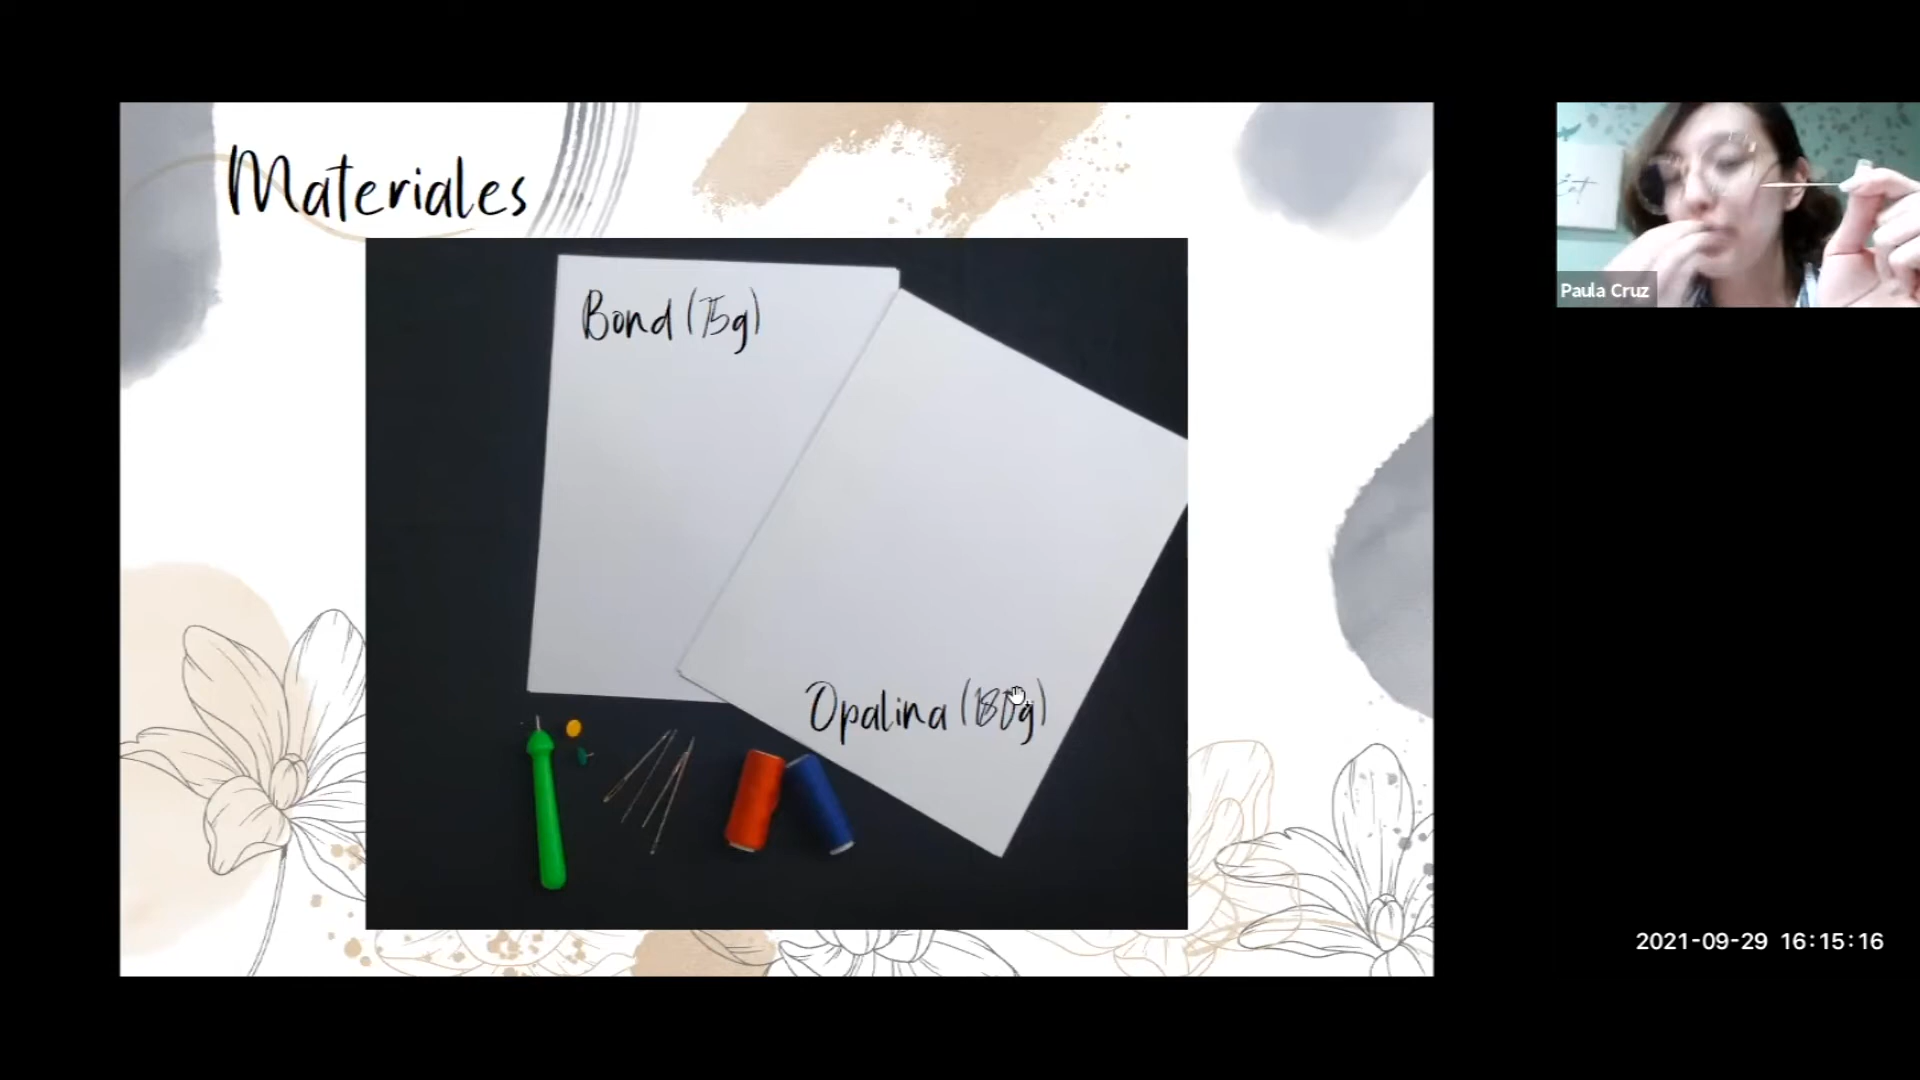 Materiales
Bond (75g)
Opalina (180g)
Paula Cruz
2021-09-29 16:15:16